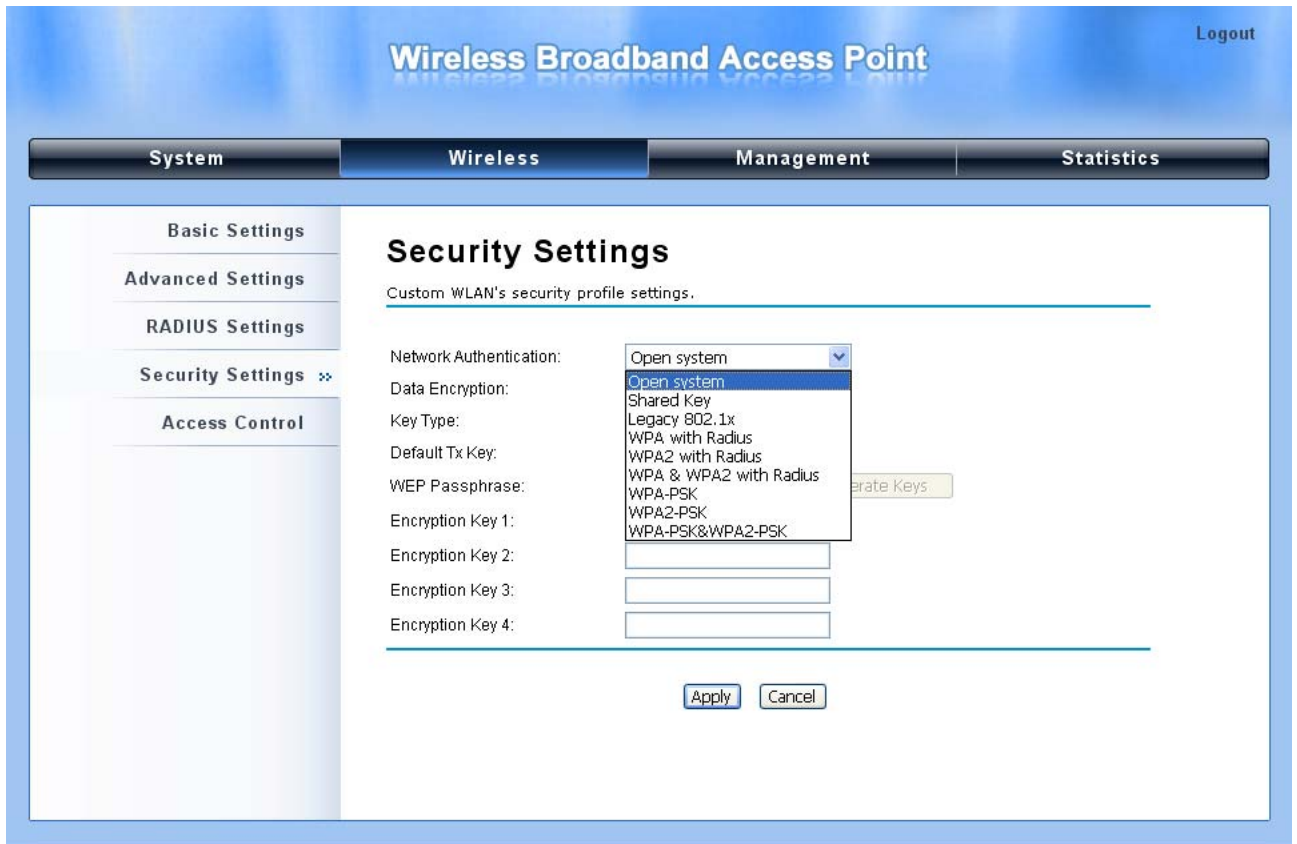 Logout
Wireless Broadband Access Point
System Wireless Management Statistics
Basic Settings
Advanced Settings
RADIUS Settings
Security Settings
Access Control
Security Settings
Custom WLAN's security profile settings.
Network Authentication: Open system
Data Encryption:
Key Type:
Default Tx Key:
WEP Passphrase:
Encryption Key 1:
Encryption Key 2:
Encryption Key 3:
Encryption Key 4:
Open system
Shared Key
Legacy 802.1x
WPA with Radius
WPA2 with Radius
WPA & WPA2 with Radius
WPA-PSK
WPA2-PSK
WPA-PSK&WPA2-PSK
Keys
Apply Cancel